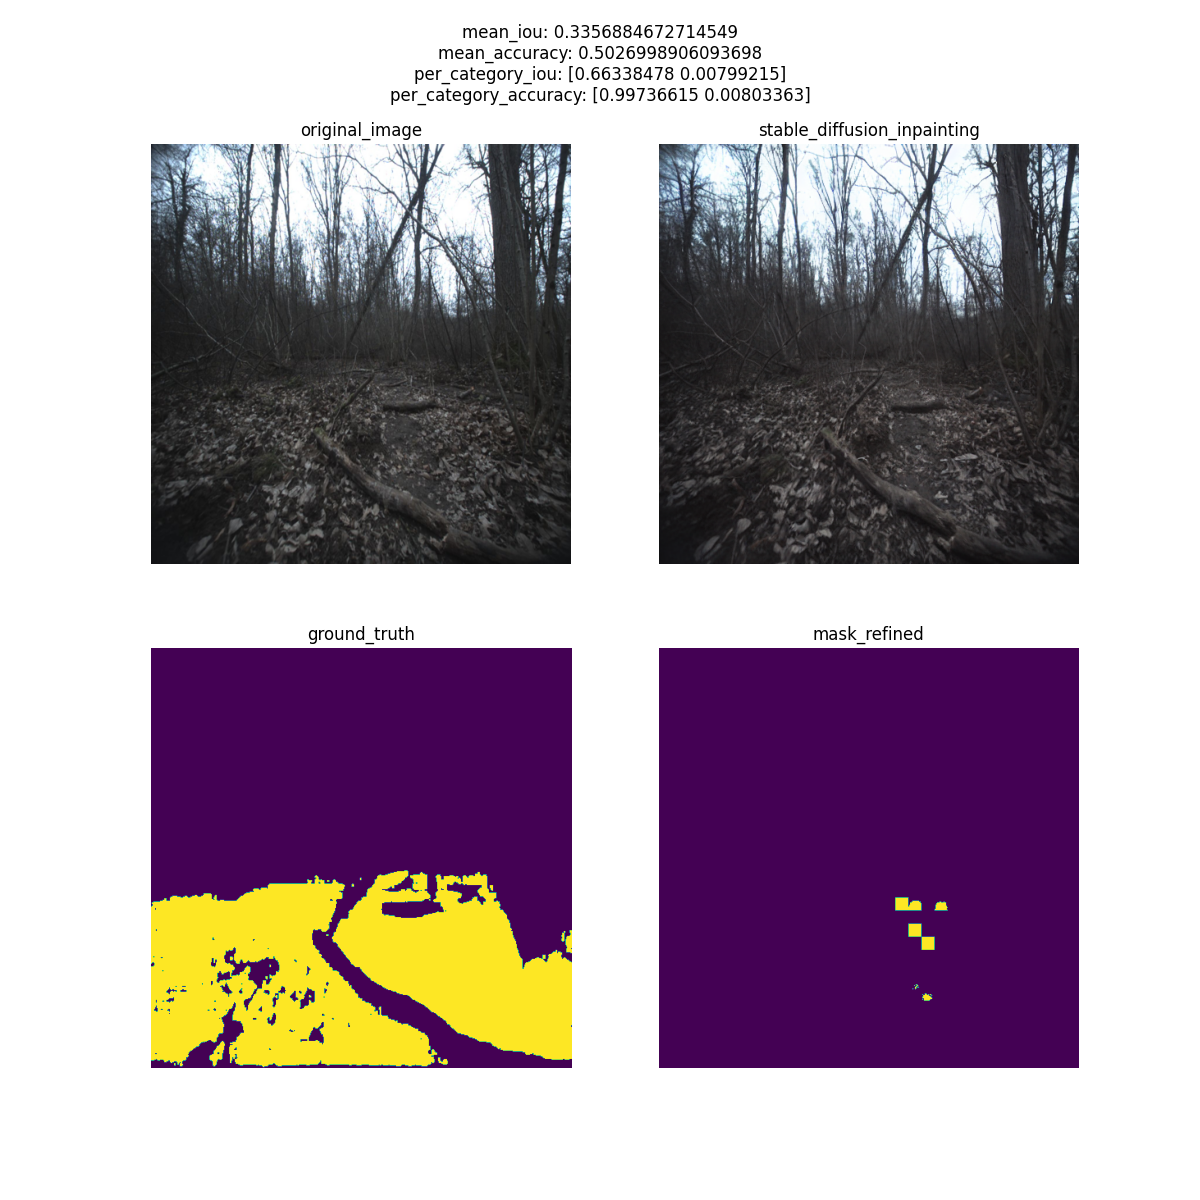 mean_iou: 0.3356884672714549
mean_accuracy: 0.5026998906093698
per_category_iou: [0.66338478 0.00799215]
per_category_accuracy: [0.99736615 0.00803363]
original_image
stable_diffusion_inpainting
ground_truth
mask_refined